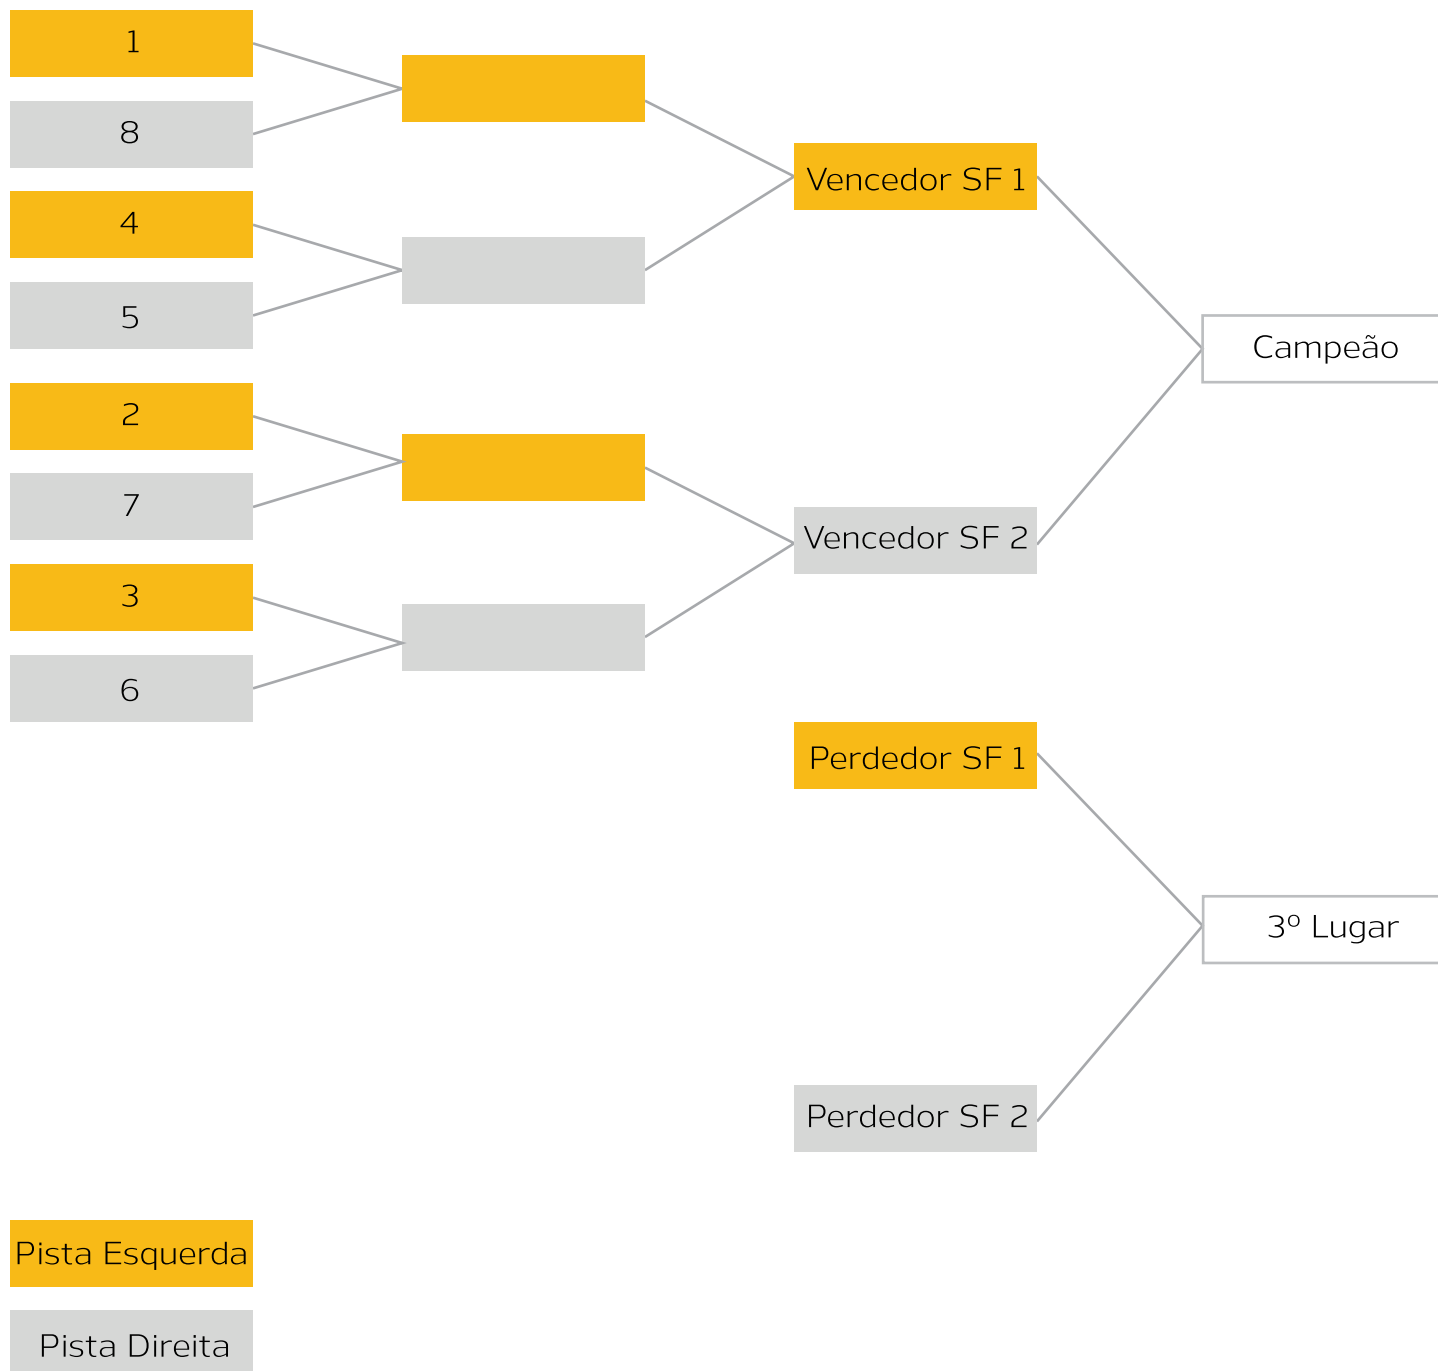 1
8
4
5
2
7
3
6
Vencedor SF 1
Vencedor SF 2
Campeão
Perdedor SF 1
Perdedor SF 2
3º Lugar
Pista Esquerda
Pista Direita